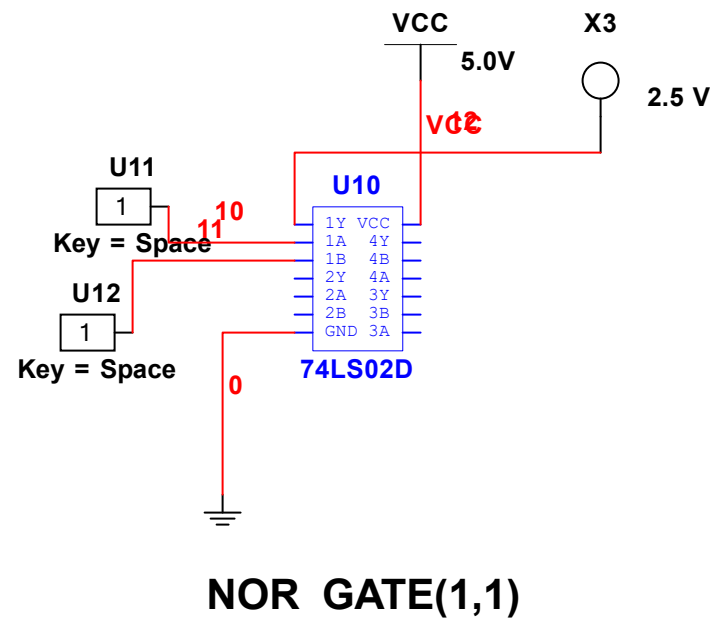 VCC
X3
5.0V
2.5 V
VCC
12
U11
U10
1
10
11
Key = Space
1Y VCC
1A 4Y
1B 4B
2Y 4A
2A 3Y
2B 3B
GND 3A
U12
1
Key = Space
74LS02D
0
NOR GATE(1,1)